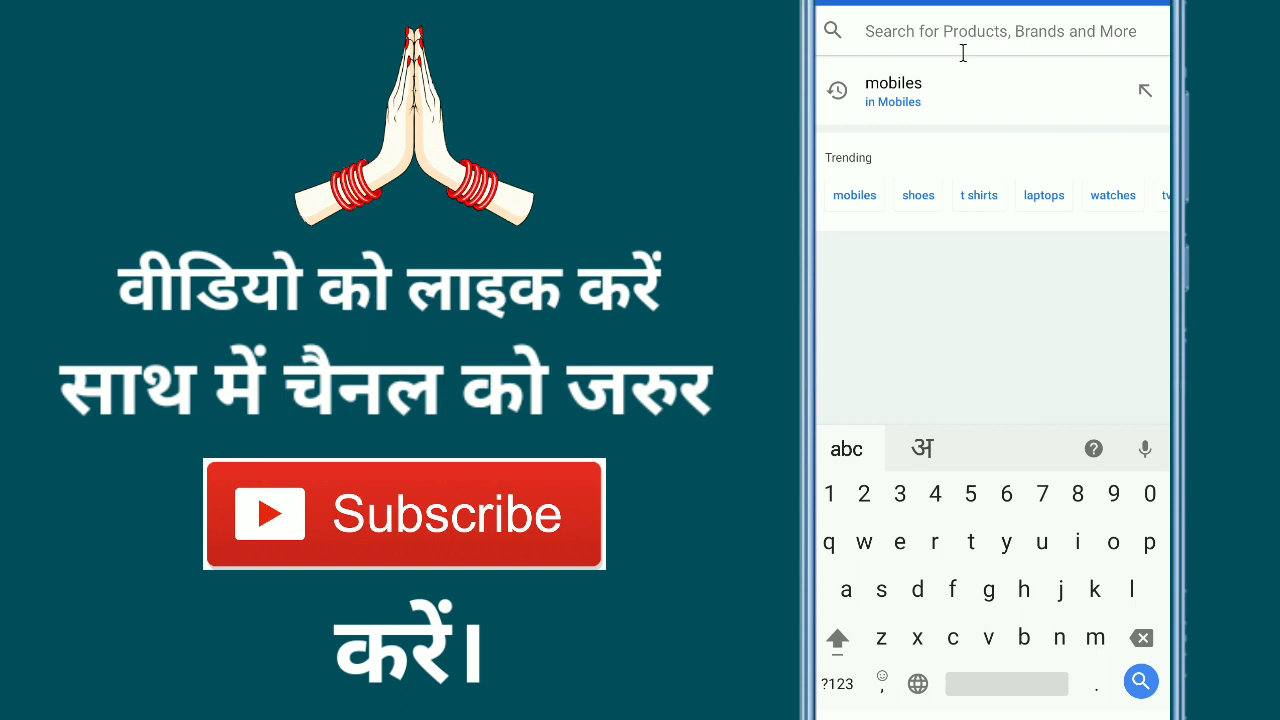 वीडियो को लाइक करें
साथ में चैनल को जरुर
Subscribe
करें।
Search for Products, Brands and More
mobiles
in Mobiles
Trending
mobiles shoes t shirts laptops watches tv
abc अ
1 2 3 4 5 6 7 8 9 0
q w e r t y u i o p
a s d f g h j k l
z x c v b n m
?123 , .